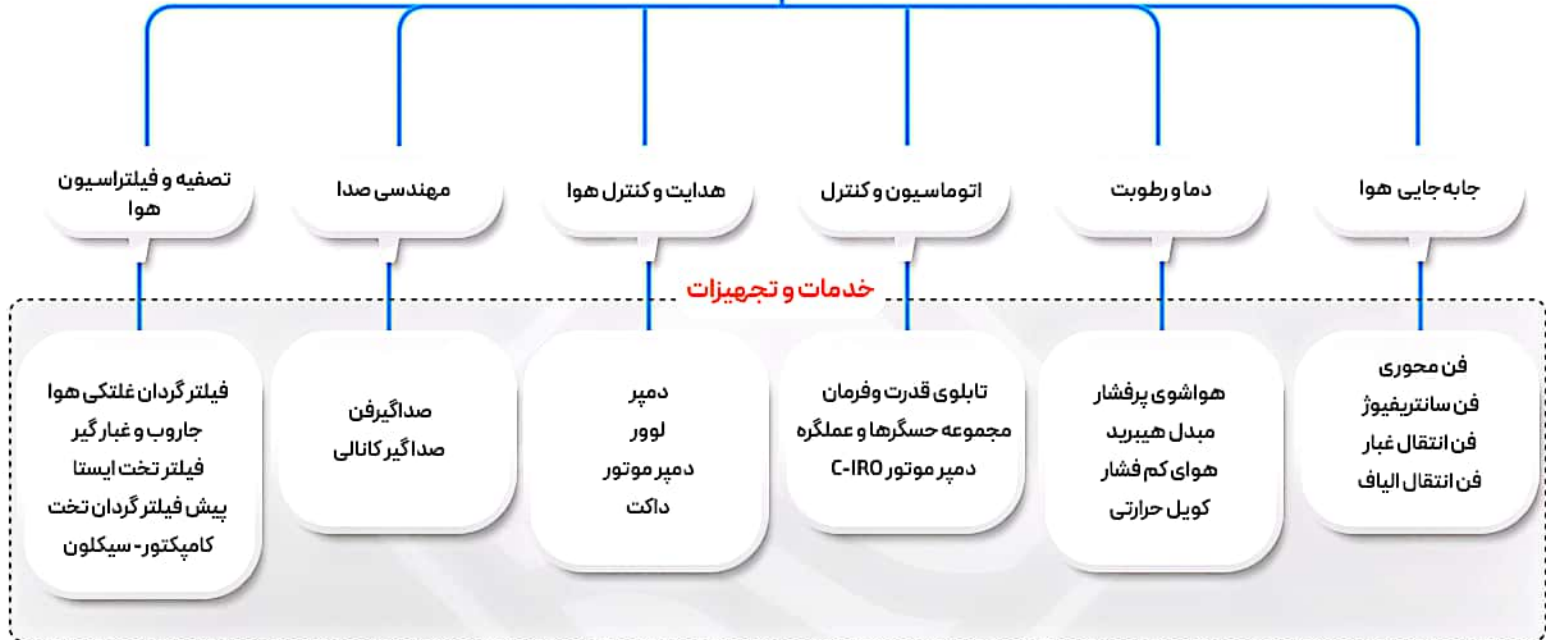 جابه‌جایی هوا
دما و رطوبت
اتوماسیون و کنترل
هدایت و کنترل هوا
مهندسی صدا
تصفیه و فیلتراسیون
هوا
خدمات و تجهیزات
فن محوری
فن سانتریفیوژ
فن انتقال غبار
فن انتقال الیاف
هواشوی پرفشار
مبدل هیبرید
هوای کم فشار
کویل حرارتی
تابلوی قدرت وفرمان
مجموعه حسگرها و عملگره
دمپر موتور C-IRO
دمپر
لوور
دمپر موتور
داکت
صداگیرفن
صداگیر کانالی
فیلتر گردان غلتکی هوا
جاروب و غبار گیر
فیلتر تخت ایستا
پیش فیلتر گردان تخت
کامپکتور- سیکلون